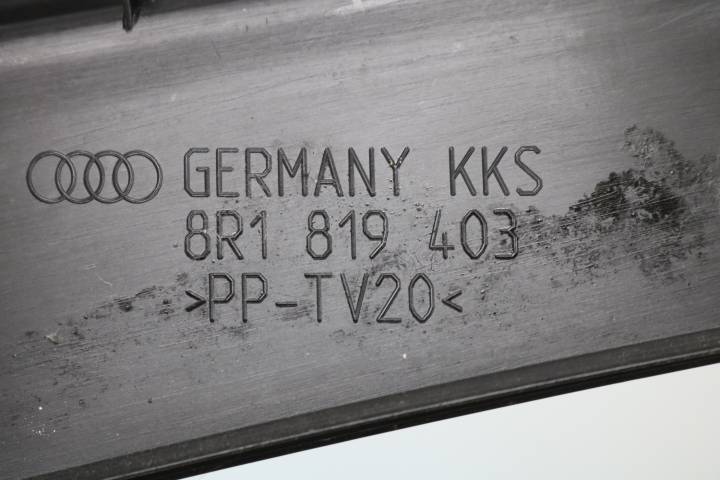 GERMANY KKS
8R1 819 403
>PP-TV20<